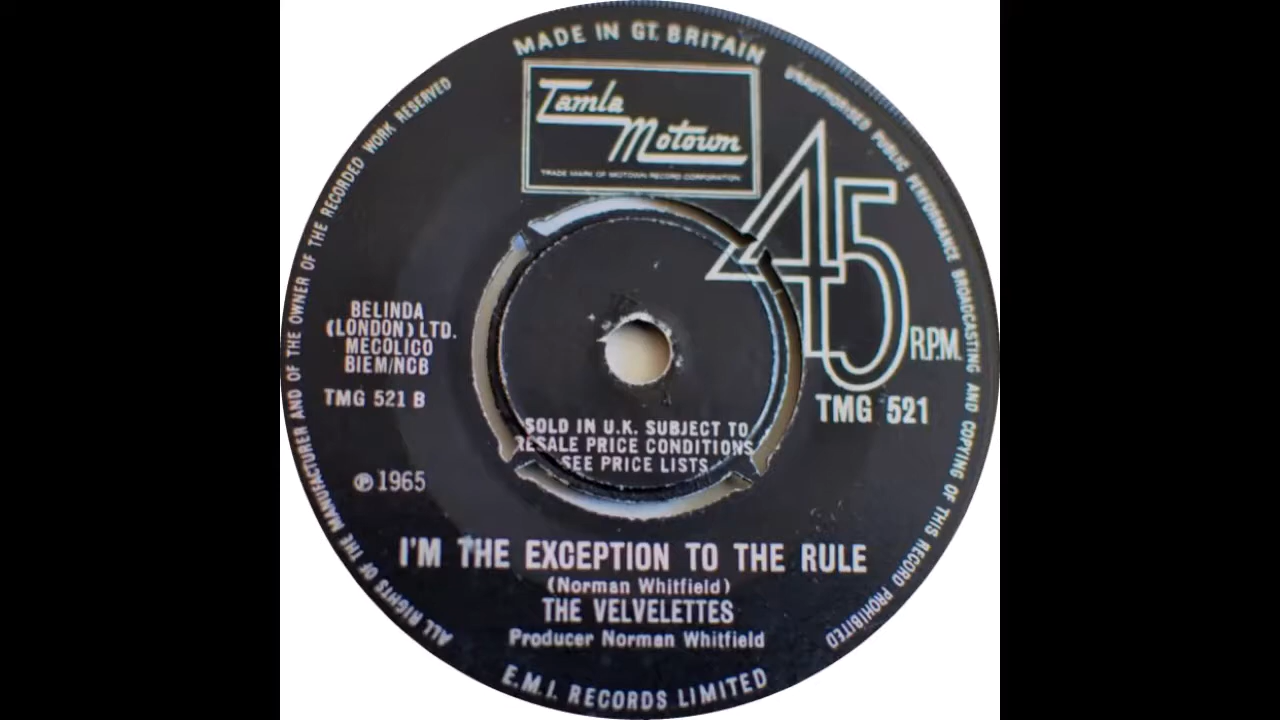 MADE IN GT. BRITAIN
Tamla
Motown
TRADE MARK OF MOTOWN RECORD CORPORATION
45
R.P.M.
TMG 521
BELINDA
(LONDON) LTD.
MECOLICO
BIEM/NCB
TMG 521 B
℗ 1965
SOLD IN U.K. SUBJECT TO
RESALE PRICE CONDITIONS
SEE PRICE LISTS
I'M THE EXCEPTION TO THE RULE
(Norman Whitfield)
THE VELVELETTES
Producer Norman Whitfield
E.M.I. RECORDS LIMITED
ALL RIGHTS OF THE MANUFACTURER AND OF THE OWNER OF THE RECORDED WORK RESERVED
UNAUTHORISED PUBLIC PERFORMANCE BROADCASTING AND COPYING OF THIS RECORD PROHIBITED